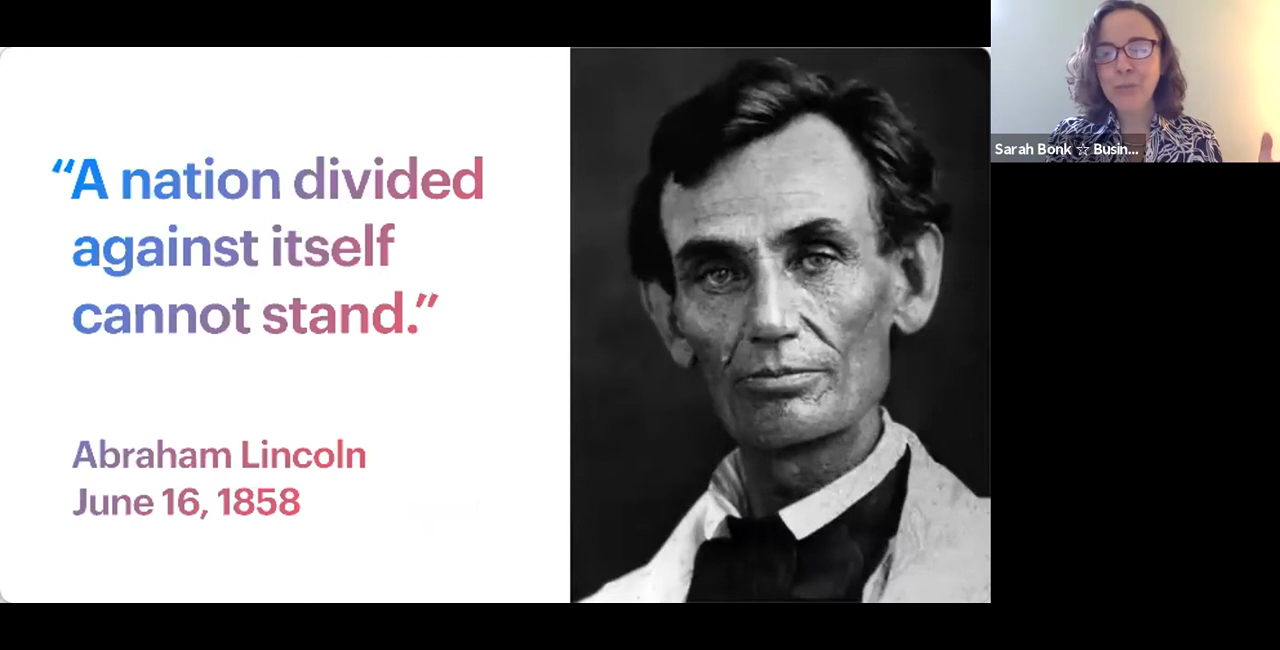 “A nation divided
against itself
cannot stand.”
Abraham Lincoln
June 16, 1858
Sarah Bonk ☆ Busin...